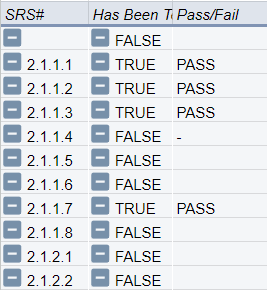 SRS# Has Been T Pass/Fail
FALSE
2.1.1.1 TRUE PASS
2.1.1.2 TRUE PASS
2.1.1.3 TRUE PASS
2.1.1.4 FALSE -
2.1.1.5 FALSE
2.1.1.6 FALSE
2.1.1.7 TRUE PASS
2.1.1.8 FALSE
2.1.2.1 FALSE
2.1.2.2 FALSE